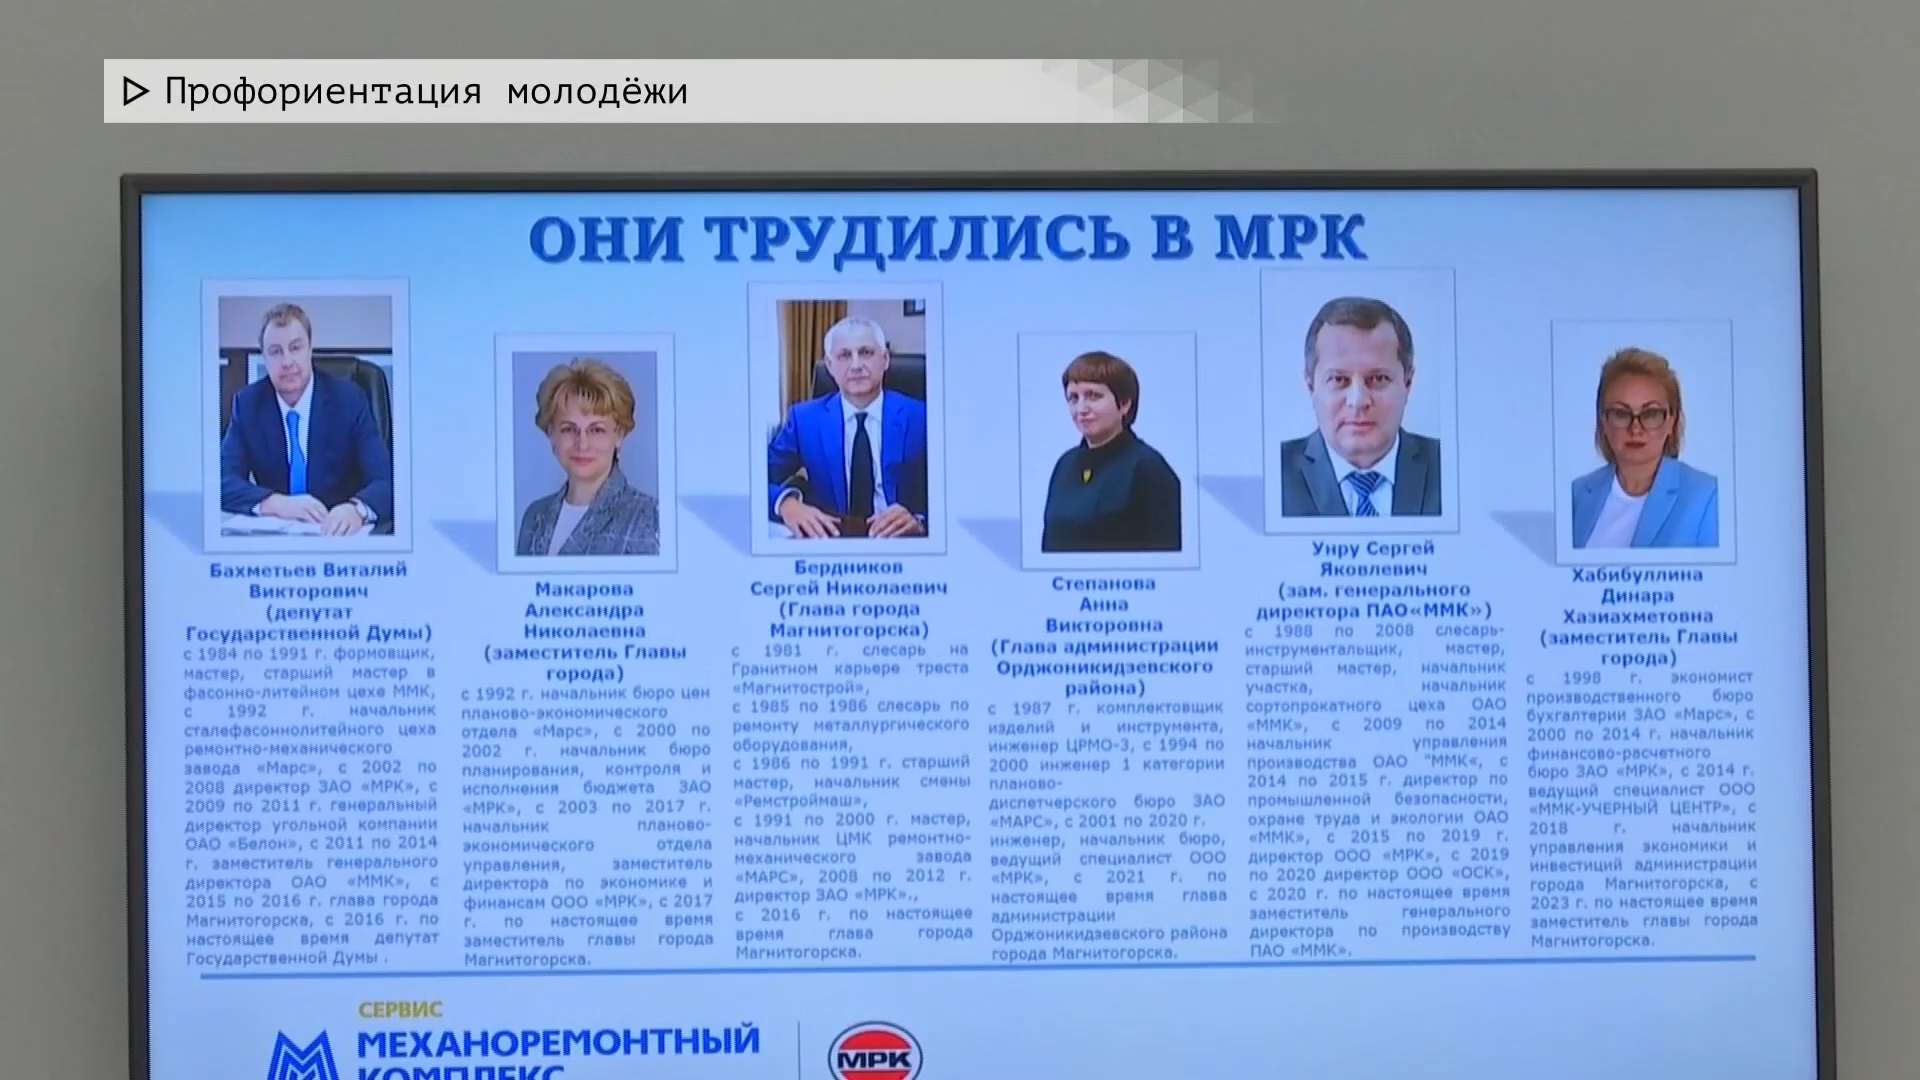 Профориентация молодёжи
ОНИ ТРУДИЛИСЬ В МРК
Бахметьев Виталий
Викторович
(депутат
Государственной Думы)
с 1984 по 1991 г. формовщик,
мастер, старший мастер в
фасонно-литейном цехе ММК,
с 1992 г. начальник
сталефасоннолитейного цеха
ремонтно-механического
завода «Марс», с 2002 по
2008 директор ЗАО «МРК», с
2009 по 2011 г. генеральный
директор угольной компании
ОАО «Белон», с 2011 по 2014
г. заместитель генерального
директора ОАО «ММК», с
2015 по 2016 г. глава города
Магнитогорска, с 2016 г. по
настоящее время депутат
Государственной Думы .
Макарова
Александра
Николаевна
(заместитель Главы
города)
с 1992 г. начальник бюро цен
планово-экономического
отдела «Марс», с 2000 по
2002 г. начальник бюро
планирования, контроля и
исполнения бюджета ЗАО
«МРК», с 2003 по 2017 г.
начальник планово-
экономического отдела
управления, заместитель
директора по экономике и
финансам ООО «МРК», с 2017
г. по настоящее время
заместитель главы города
Магнитогорска.
Бердников
Сергей Николаевич
(Глава города
Магнитогорска)
с 1981 г. слесарь на
Гранитном карьере треста
«Магнитострой»,
с 1985 по 1986 слесарь по
ремонту металлургического
оборудования,
с 1986 по 1991 г. старший
мастер, начальник смены
«Ремстроймаш»,
с 1991 по 2000 г. мастер,
начальник ЦМК ремонтно-
механического завода
«МАРС», 2008 по 2012 г.
директор ЗАО «МРК».,
с 2016 г. по настоящее
время глава города
Магнитогорска.
Степанова
Анна
Викторовна
(Глава администрации
Орджоникидзевского
района)
с 1987 г. комплектовщик
изделий и инструмента,
инженер ЦРМО-3, с 1994 по
2000 инженер 1 категории
планово-
диспетчерского бюро ЗАО
«МАРС», с 2001 по 2020 г.
инженер, начальник бюро,
ведущий специалист ООО
«МРК», с 2021 г. по
настоящее время глава
администрации
Орджоникидзевского района
города Магнитогорска.
Унру Сергей
Яковлевич
(зам. генерального
директора ПАО«ММК»)
с 1988 по 2008 слесарь-
инструментальщик, мастер,
старший мастер, начальник
участка, начальник
сортопрокатного цеха ОАО
«ММК», с 2009 по 2014
начальник управления
производства ОАО "ММК«, с
2014 по 2015 г. директор по
промышленной безопасности,
охране труда и экологии ОАО
«ММК», с 2015 по 2019 г.
директор ООО «МРК», с 2019
по 2020 директор ООО «ОСК»,
с 2020 г. по настоящее время
заместитель генерального
директора по производству
ПАО «ММК».
Хабибуллина
Динара
Хазиахметовна
(заместитель Главы
города)
с 1998 г. экономист
производственного бюро
бухгалтерии ЗАО «Марс», с
2000 по 2014 г. начальник
финансово-расчетного
бюро ЗАО «МРК», с 2014 г.
ведущий специалист ООО
«ММК-УЧЕРНЫЙ ЦЕНТР», с
2018 г. начальник
управления экономики и
инвестиций администрации
города Магнитогорска, с
2023 г. по настоящее время
заместитель главы города
Магнитогорска.
СЕРВИС
МЕХАНОРЕМОНТНЫЙ
КОМПЛЕКС
МРК